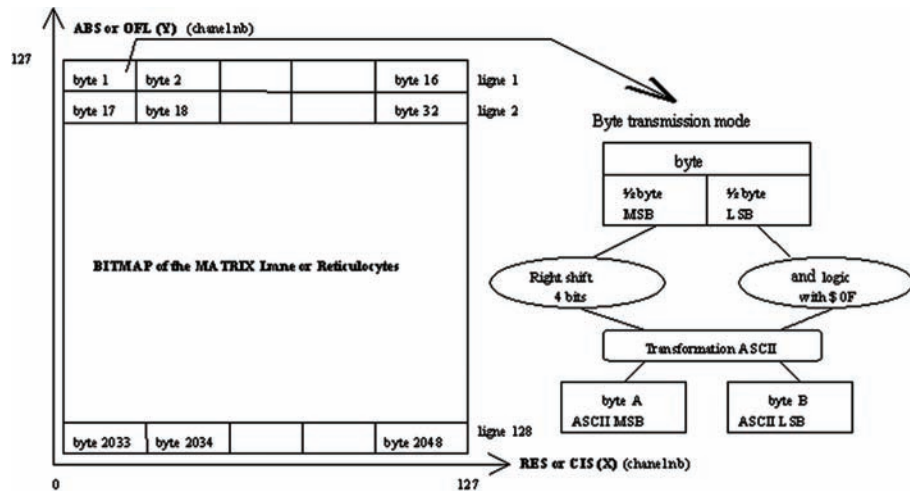 ABS or OFL (Y) (chanel nb)
127
byte 1 byte 2 byte 16 ligne 1
byte 17 byte 18 byte 32 ligne 2
BITMAP of the MATRIX Lmne or Reticulocytes
byte 2033 byte 2034 byte 2048 ligne 128
RES or CIS (X) (chanel nb)
0 127
Byte transmission mode
byte
½ byte ½ byte
MSB LSB
Right shift
4 bits
and logic
with $ 0F
Transformation ASCII
byte A byte B
ASCII MSB ASCII LSB